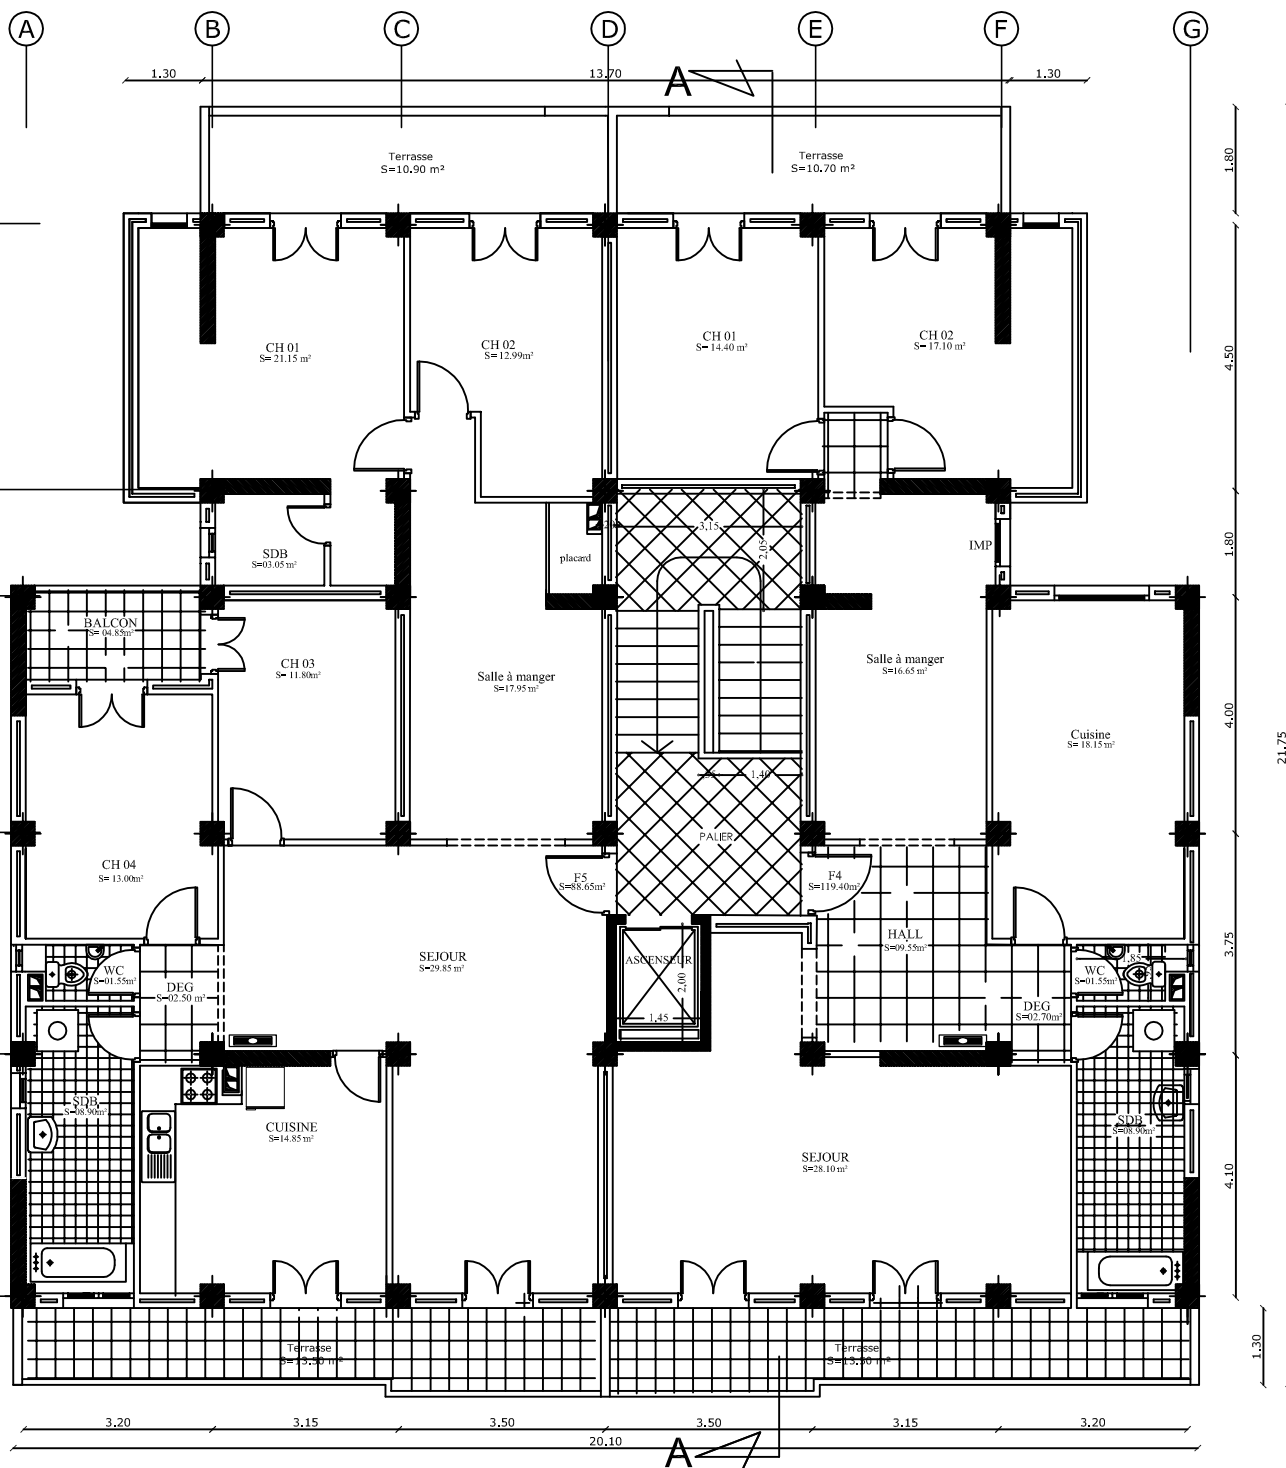 A B C D E F G
1.30 13.70 1.30
A
Terrasse
S=10.90 m²
Terrasse
S=10.70 m²
1.80
CH 01
S= 21.15 m²
CH 02
S= 12.99m²
CH 01
S= 14.40 m²
CH 02
S= 17.10 m²
4.50
SDB
S=03.05 m²
placard
3,15
2,05
IMP
1.80
BALCON
S= 04.85m²
CH 03
S= 11.80m²
Salle à manger
S=17.95 m²
Salle à manger
S=16.65 m²
Cuisine
S= 18.15 m²
4.00
21.75
1,40
PALIER
CH 04
S= 13.00m²
F5
S=88.65m²
F4
S=119.40m²
SEJOUR
S=29.85 m²
HALL
S=09.55m²
3.75
WC
S=01.55m²
DEG
S=02.50 m²
ASCENSEUR
2,00
1,45
1,85
WC
S=01.55m²
DEG
S=02.70m²
SDB
S=08.90m²
CUISINE
S=14.85 m²
SEJOUR
S=28.10 m²
SDB
S=08.90m²
4.10
Terrasse
S=13.50 m²
Terrasse
S=13.50 m²
1.30
3.20 3.15 3.50 3.50 3.15 3.20
20.10
A